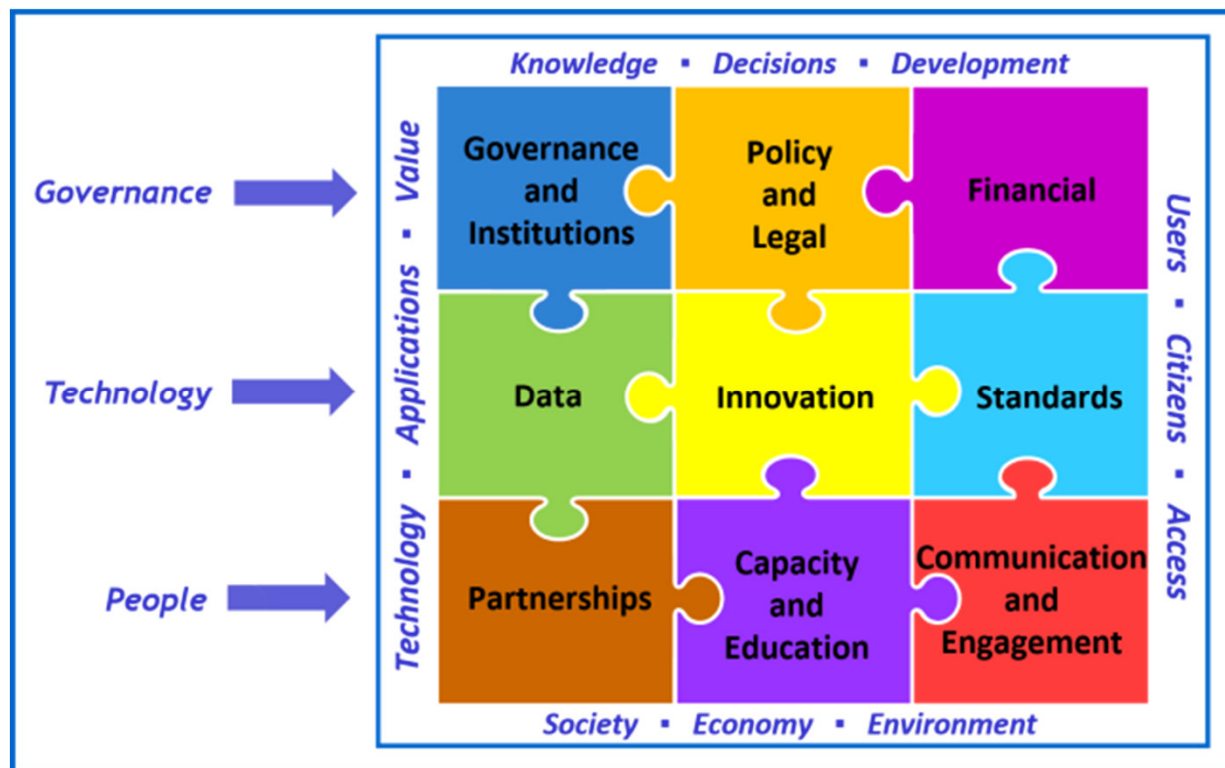 Knowledge ▪ Decisions ▪ Development
Governance
Technology
People
Technology ▪ Applications ▪ Value
Governance
and
Institutions
Policy
and
Legal
Financial
Data
Innovation
Standards
Partnerships
Capacity
and
Education
Communication
and
Engagement
Users ▪ Citizens ▪ Access
Society ▪ Economy ▪ Environment